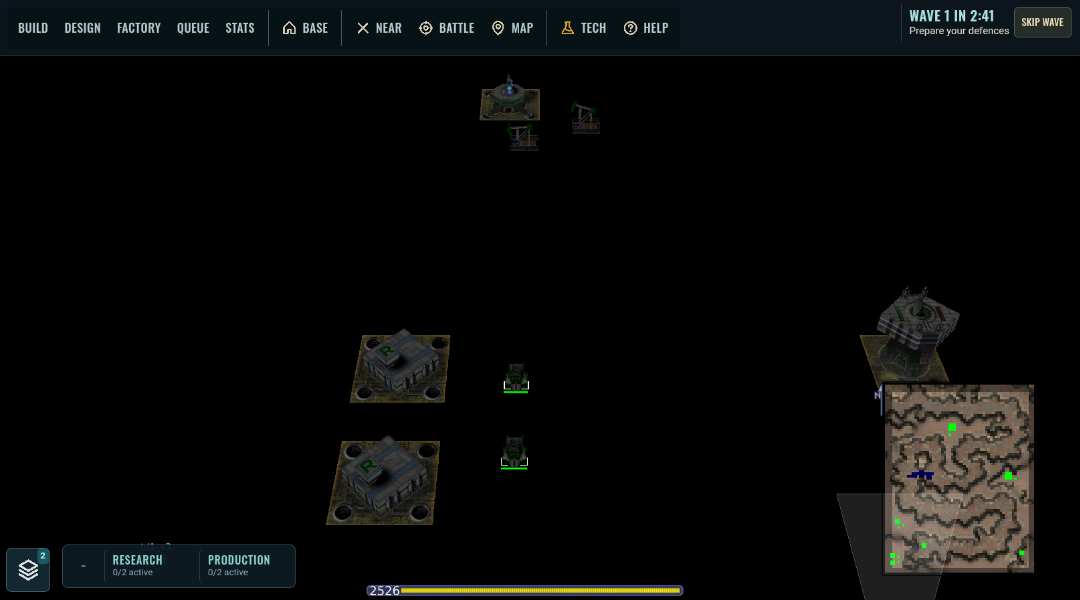 BUILD DESIGN FACTORY QUEUE STATS BASE NEAR BATTLE MAP TECH HELP
WAVE 1 IN 2:41
Prepare your defences
SKIP WAVE
R
N
R
2
-
RESEARCH
0/2 active
PRODUCTION
0/2 active
2526